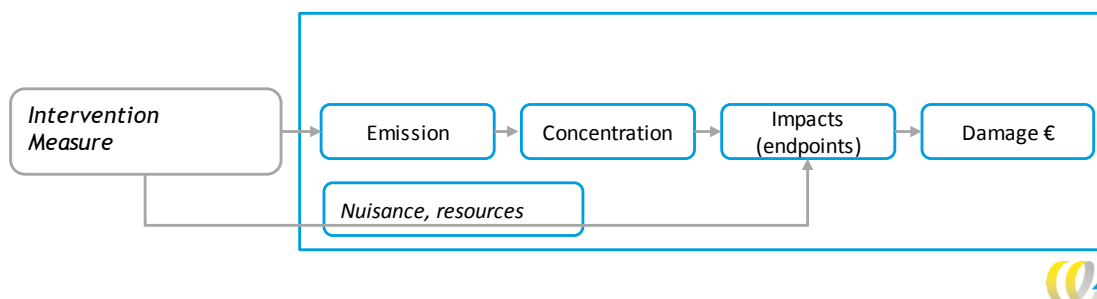 Intervention
Measure
Emission
Concentration
Impacts
(endpoints)
Damage €
Nuisance, resources